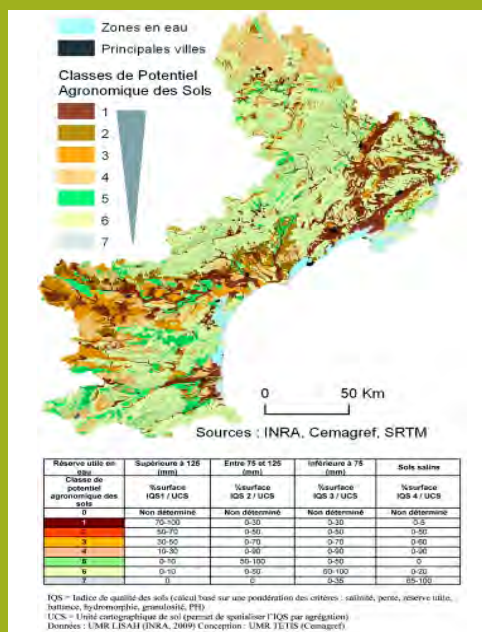 Zones en eau
Principales villes
Classes de Potentiel
Agronomique des Sols
1
2
3
4
5
6
7
0 50 Km
Sources : INRA, Cemagref, SRTM
Réserve utile en eau Supérieure à 125 (mm) Entre 75 et 125 (mm) Inférieure à 75 (mm) Sols salins
Classe de potentiel agronomique des sols %surface IQS1 / UCS %surface IQS 2 / UCS %surface IQS 3 / UCS %surface IQS 4 / UCS
0 Non déterminé Non déterminé Non déterminé Non déterminé
1 70-100 0-30 0-30 0-5
2 50-70 0-50 0-50 0-50
3 30-50 0-70 0-70 0-60
4 10-30 0-90 0-90 0-20
5 0-10 50-100 0-50 0
6 0-10 0-50 50-100 0-20
7 0 0 0-35 65-100
IQS = Indice de qualité des sols (calcul basé sur une pondération des critères : salinité, pente, réserve utile,
battance, hydromorphie, granulosité, PH)
UCS = Unité cartographique de sol (permet de spatialiser l'IQS par agrégation)
Données : UMR LISAH (INRA, 2009) Conception : UMR TETIS (Cemagref)